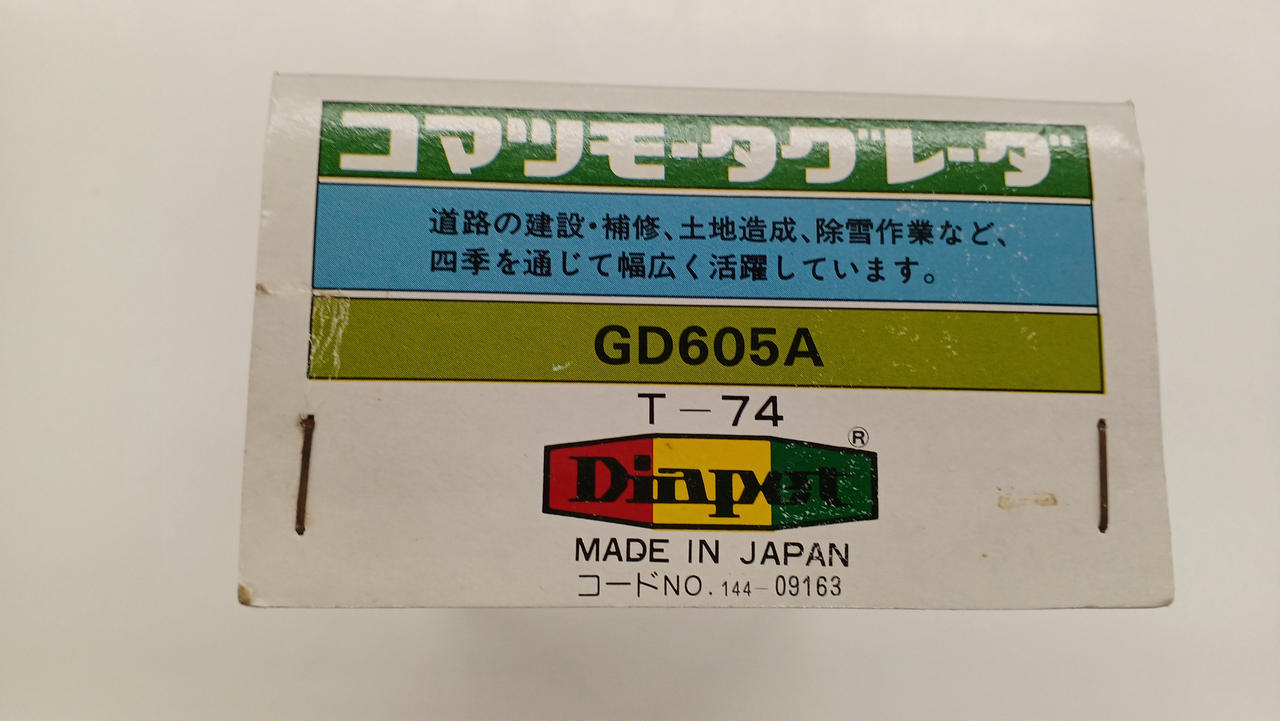 コマツモータグレーダ
道路の建設・補修、土地造成、除雪作業など、
四季を通じて幅広く活躍しています。
GD605A
T-74
®
Diapet
MADE IN JAPAN
コードNO.144-09163